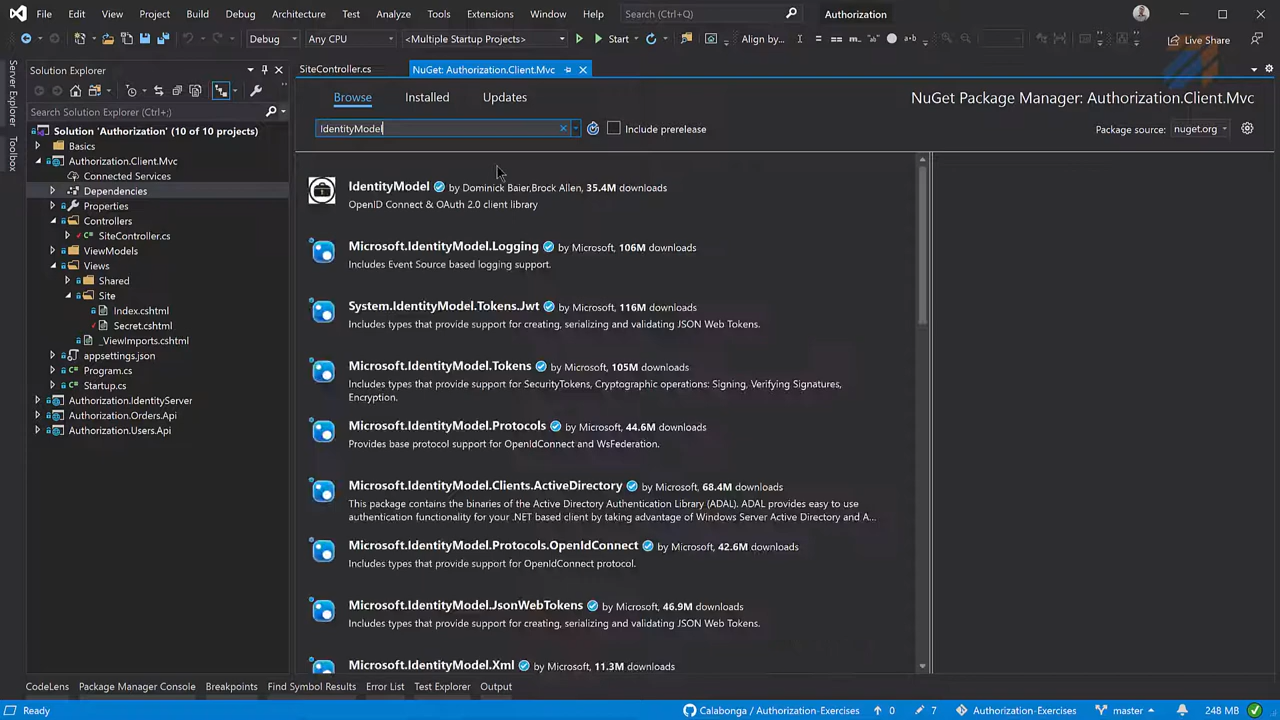 File Edit View Git Project Build Debug Architecture Test Analyze Tools Extensions Window Help Search (Ctrl+Q) Authorization
Debug Any CPU <Multiple Startup Projects> Start Align by... Live Share
Server Explorer
Toolbox
Solution Explorer
Search Solution Explorer (Ctrl+;)
Solution 'Authorization' (10 of 10 projects)
Basics
Authorization.Client.Mvc
Connected Services
Dependencies
Properties
Controllers
SiteController.cs
ViewModels
Views
Shared
Site
Index.cshtml
Secret.cshtml
_ViewImports.cshtml
appsettings.json
Program.cs
Startup.cs
Authorization.IdentityServer
Authorization.Orders.Api
Authorization.Users.Api
SiteController.cs NuGet: Authorization.Client.Mvc
Browse Installed Updates
NuGet Package Manager: Authorization.Client.Mvc
IdentityModel
Include prerelease
Package source: nuget.org
IdentityModel by Dominick Baier,Brock Allen, 35.4M downloads
OpenID Connect & OAuth 2.0 client library
Microsoft.IdentityModel.Logging by Microsoft, 106M downloads
Includes Event Source based logging support.
System.IdentityModel.Tokens.Jwt by Microsoft, 116M downloads
Includes types that provide support for creating, serializing and validating JSON Web Tokens.
Microsoft.IdentityModel.Tokens by Microsoft, 105M downloads
Includes types that provide support for SecurityTokens, Cryptographic operations: Signing, Verifying Signatures,
Encryption.
Microsoft.IdentityModel.Protocols by Microsoft, 44.6M downloads
Provides base protocol support for OpenIdConnect and WsFederation.
Microsoft.IdentityModel.Clients.ActiveDirectory by Microsoft, 68.4M downloads
This package contains the binaries of the Active Directory Authentication Library (ADAL). ADAL provides easy to use
authentication functionality for your .NET based client by taking advantage of Windows Server Active Directory and A...
Microsoft.IdentityModel.Protocols.OpenIdConnect by Microsoft, 42.6M downloads
Includes types that provide support for OpenIdConnect protocol.
Microsoft.IdentityModel.JsonWebTokens by Microsoft, 46.9M downloads
Includes types that provide support for creating, serializing and validating JSON Web Tokens.
Microsoft.IdentityModel.Xml by Microsoft, 11.3M downloads
CodeLens Package Manager Console Breakpoints Find Symbol Results Error List Test Explorer Output
Ready Calabonga / Authorization-Exercises 0 7 Authorization-Exercises master 248 MB